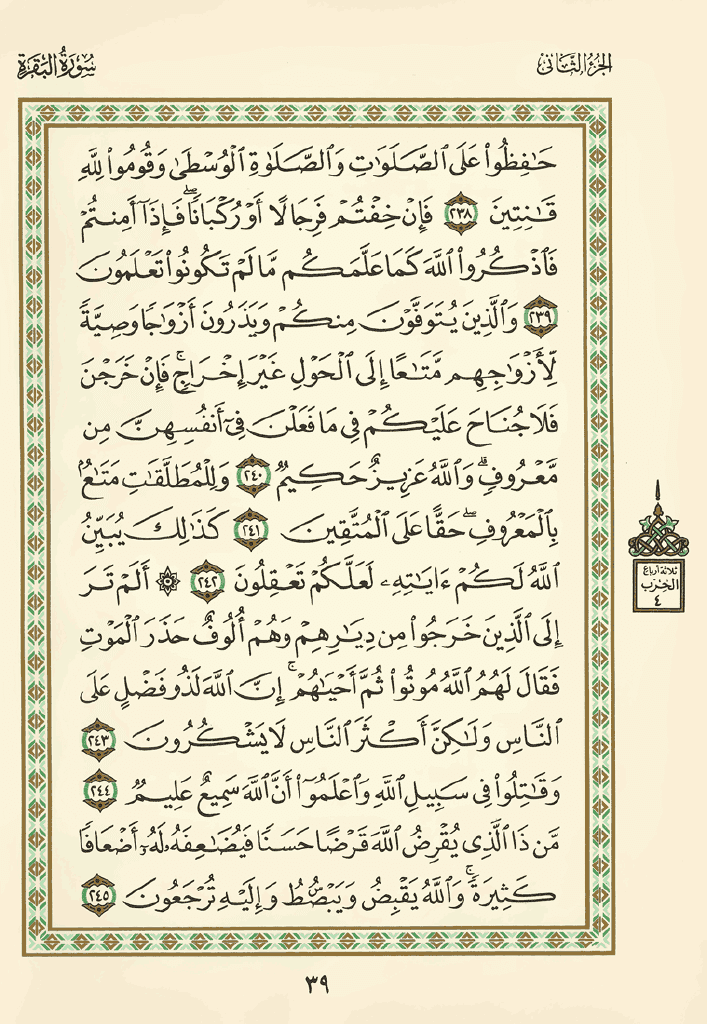 الجزء الثانى
سورة البقرة
حَٰفِظُوا۟ عَلَى ٱلصَّلَوَٰتِ وَٱلصَّلَوٰةِ ٱلْوُسْطَىٰ وَقُومُوا۟ لِلَّهِ
قَٰنِتِينَ ٢٣٨ فَإِنْ خِفْتُمْ فَرِجَالًا أَوْ رُكْبَانًا ۖ فَإِذَآ أَمِنتُمْ
فَٱذْكُرُوا۟ ٱللَّهَ كَمَا عَلَّمَكُم مَّا لَمْ تَكُونُوا۟ تَعْلَمُونَ
٢٣٩ وَٱلَّذِينَ يُتَوَفَّوْنَ مِنكُمْ وَيَذَرُونَ أَزْوَٰجًا وَصِيَّةً
لِّأَزْوَٰجِهِم مَّتَٰعًا إِلَى ٱلْحَوْلِ غَيْرَ إِخْرَاجٍ ۚ فَإِنْ خَرَجْنَ
فَلَا جُنَاحَ عَلَيْكُمْ فِى مَا فَعَلْنَ فِىٓ أَنفُسِهِنَّ مِن
مَّعْرُوفٍ ۗ وَٱللَّهُ عَزِيزٌ حَكِيمٌ ٢٤٠ وَلِلْمُطَلَّقَٰتِ مَتَٰعٌۢ
بِٱلْمَعْرُوفِ ۖ حَقًّا عَلَى ٱلْمُتَّقِينَ ٢٤١ كَذَٰلِكَ يُبَيِّنُ
ٱللَّهُ لَكُمْ ءَايَٰتِهِۦ لَعَلَّكُمْ تَعْقِلُونَ ٢٤٢ ۞ أَلَمْ تَرَ
إِلَى ٱلَّذِينَ خَرَجُوا۟ مِن دِيَٰرِهِمْ وَهُمْ أُلُوفٌ حَذَرَ ٱلْمَوْتِ
فَقَالَ لَهُمُ ٱللَّهُ مُوتُوا۟ ثُمَّ أَحْيَٰهُمْ ۚ إِنَّ ٱللَّهَ لَذُو فَضْلٍ عَلَى
ٱلنَّاسِ وَلَٰكِنَّ أَكْثَرَ ٱلنَّاسِ لَا يَشْكُرُونَ ٢٤٣
وَقَٰتِلُوا۟ فِى سَبِيلِ ٱللَّهِ وَٱعْلَمُوٓا۟ أَنَّ ٱللَّهَ سَمِيعٌ عَلِيمٌ ٢٤٤
مَّن ذَا ٱلَّذِى يُقْرِضُ ٱللَّهَ قَرْضًا حَسَنًا فَيُضَٰعِفَهُۥ لَهُۥٓ أَضْعَافًا
كَثِيرَةً ۚ وَٱللَّهُ يَقْبِضُ وَيَبْصُۜطُ وَإِلَيْهِ تُرْجَعُونَ ٢٤٥
ثلاثة أرباع
الحزب
٤
٣٩